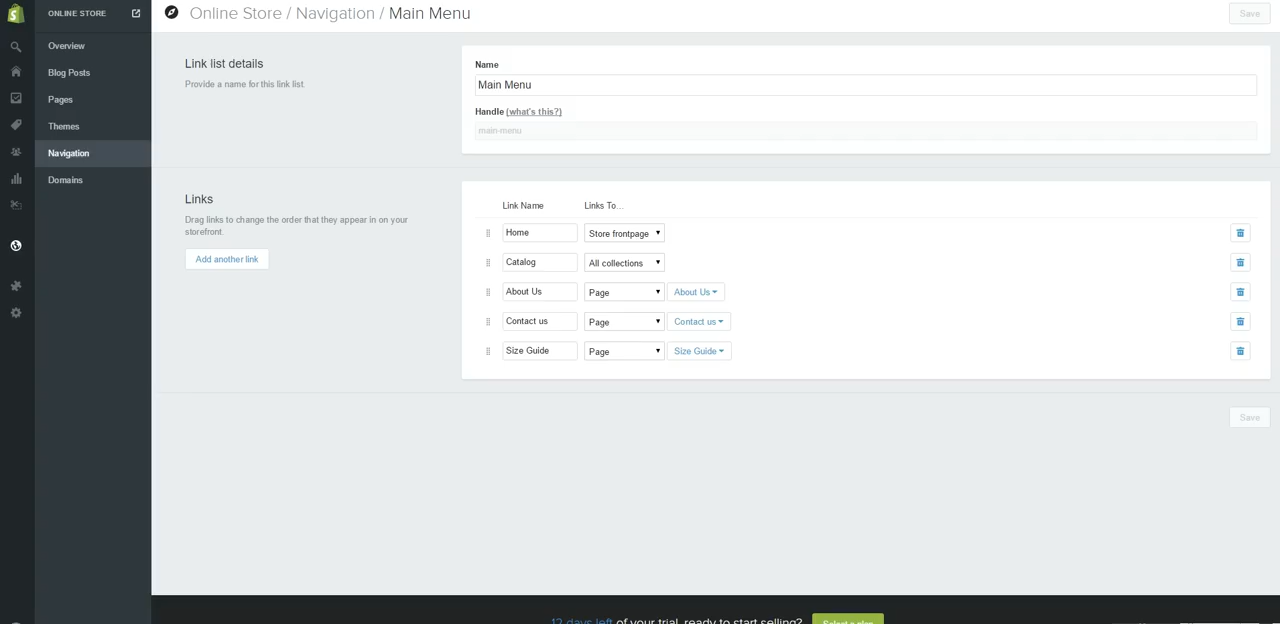 ONLINE STORE
Overview
Blog Posts
Pages
Themes
Navigation
Domains
Online Store / Navigation / Main Menu
Save
Link list details
Provide a name for this link list.
Name
Main Menu
Handle (what's this?)
main-menu
Links
Drag links to change the order that they appear in on your
storefront.
Add another link
Link Name Links To...
Home Store frontpage
Catalog All collections
About Us Page About Us
Contact us Page Contact us
Size Guide Page Size Guide
Save
12 days left of your trial, ready to start selling? Select a plan